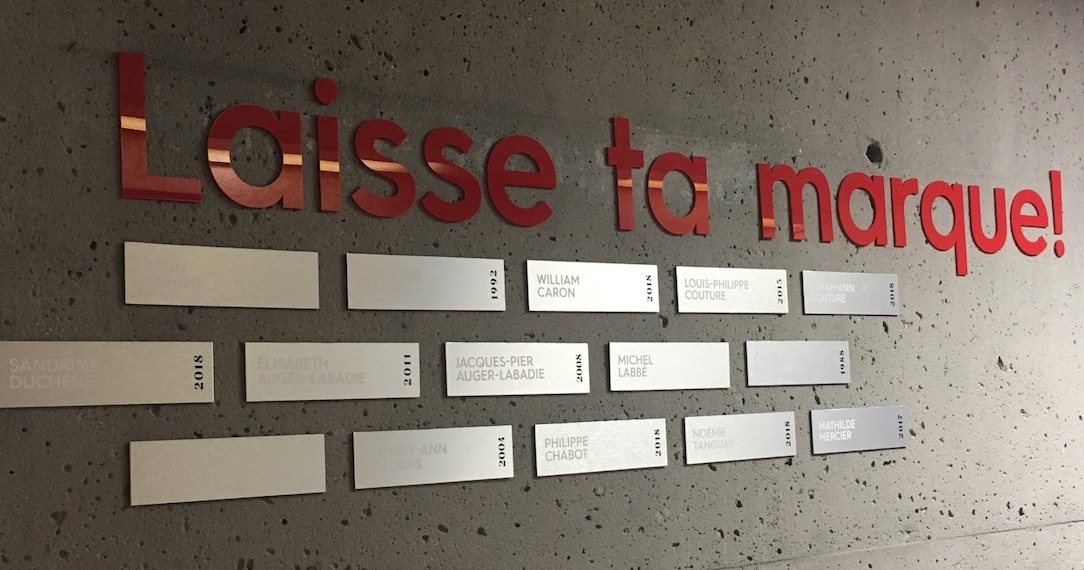 Laisse ta marque!
1992
WILLIAM
CARON
2018
LOUIS-PHILIPPE
COUTURE
2015
COUTURE
2018
SANDRINE
2018
ÉLISABETH
AUGER-LABADIE
2011
JACQUES-PIER
AUGER-LABADIE
2008
MICHEL
LABBÉ
1988
2004
PHILIPPE
CHABOT
2018
NOÉMIE
TANGUAY
2018
MATHILDE
MERCIER
2017